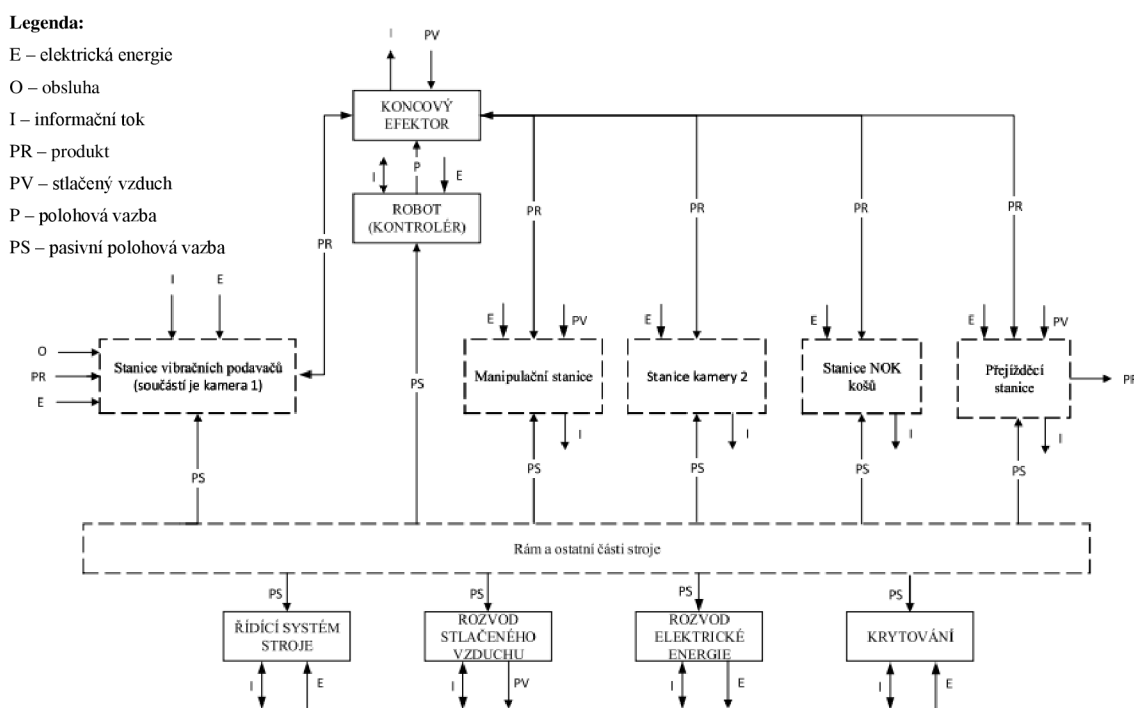 Legenda:
E – elektrická energie
O – obsluha
I – informační tok
PR – produkt
PV – stlačený vzduch
P – polohová vazba
PS – pasivní polohová vazba
I
PV
KONCOVÝ
EFEKTOR
I
P
E
ROBOT
(KONTROLÉR)
PR
PR
PR
PR
PR
I
E
O
PR
E
Stanice vibračních podavačů
(součástí je kamera 1)
E
PV
Manipulační stanice
I
E
Stanice kamery 2
I
E
Stanice NOK
košů
I
E
PV
Přejížděcí
stanice
PR
I
PS
PS
PS
PS
PS
PS
Rám a ostatní části stroje
PS
PS
PS
PS
ŘÍDÍCÍ SYSTÉM
STROJE
ROZVOD
STLAČENÉHO
VZDUCHU
ROZVOD
ELEKTRICKÉ
ENERGIE
KRYTOVÁNÍ
I
E
I
PV
I
E
I
E